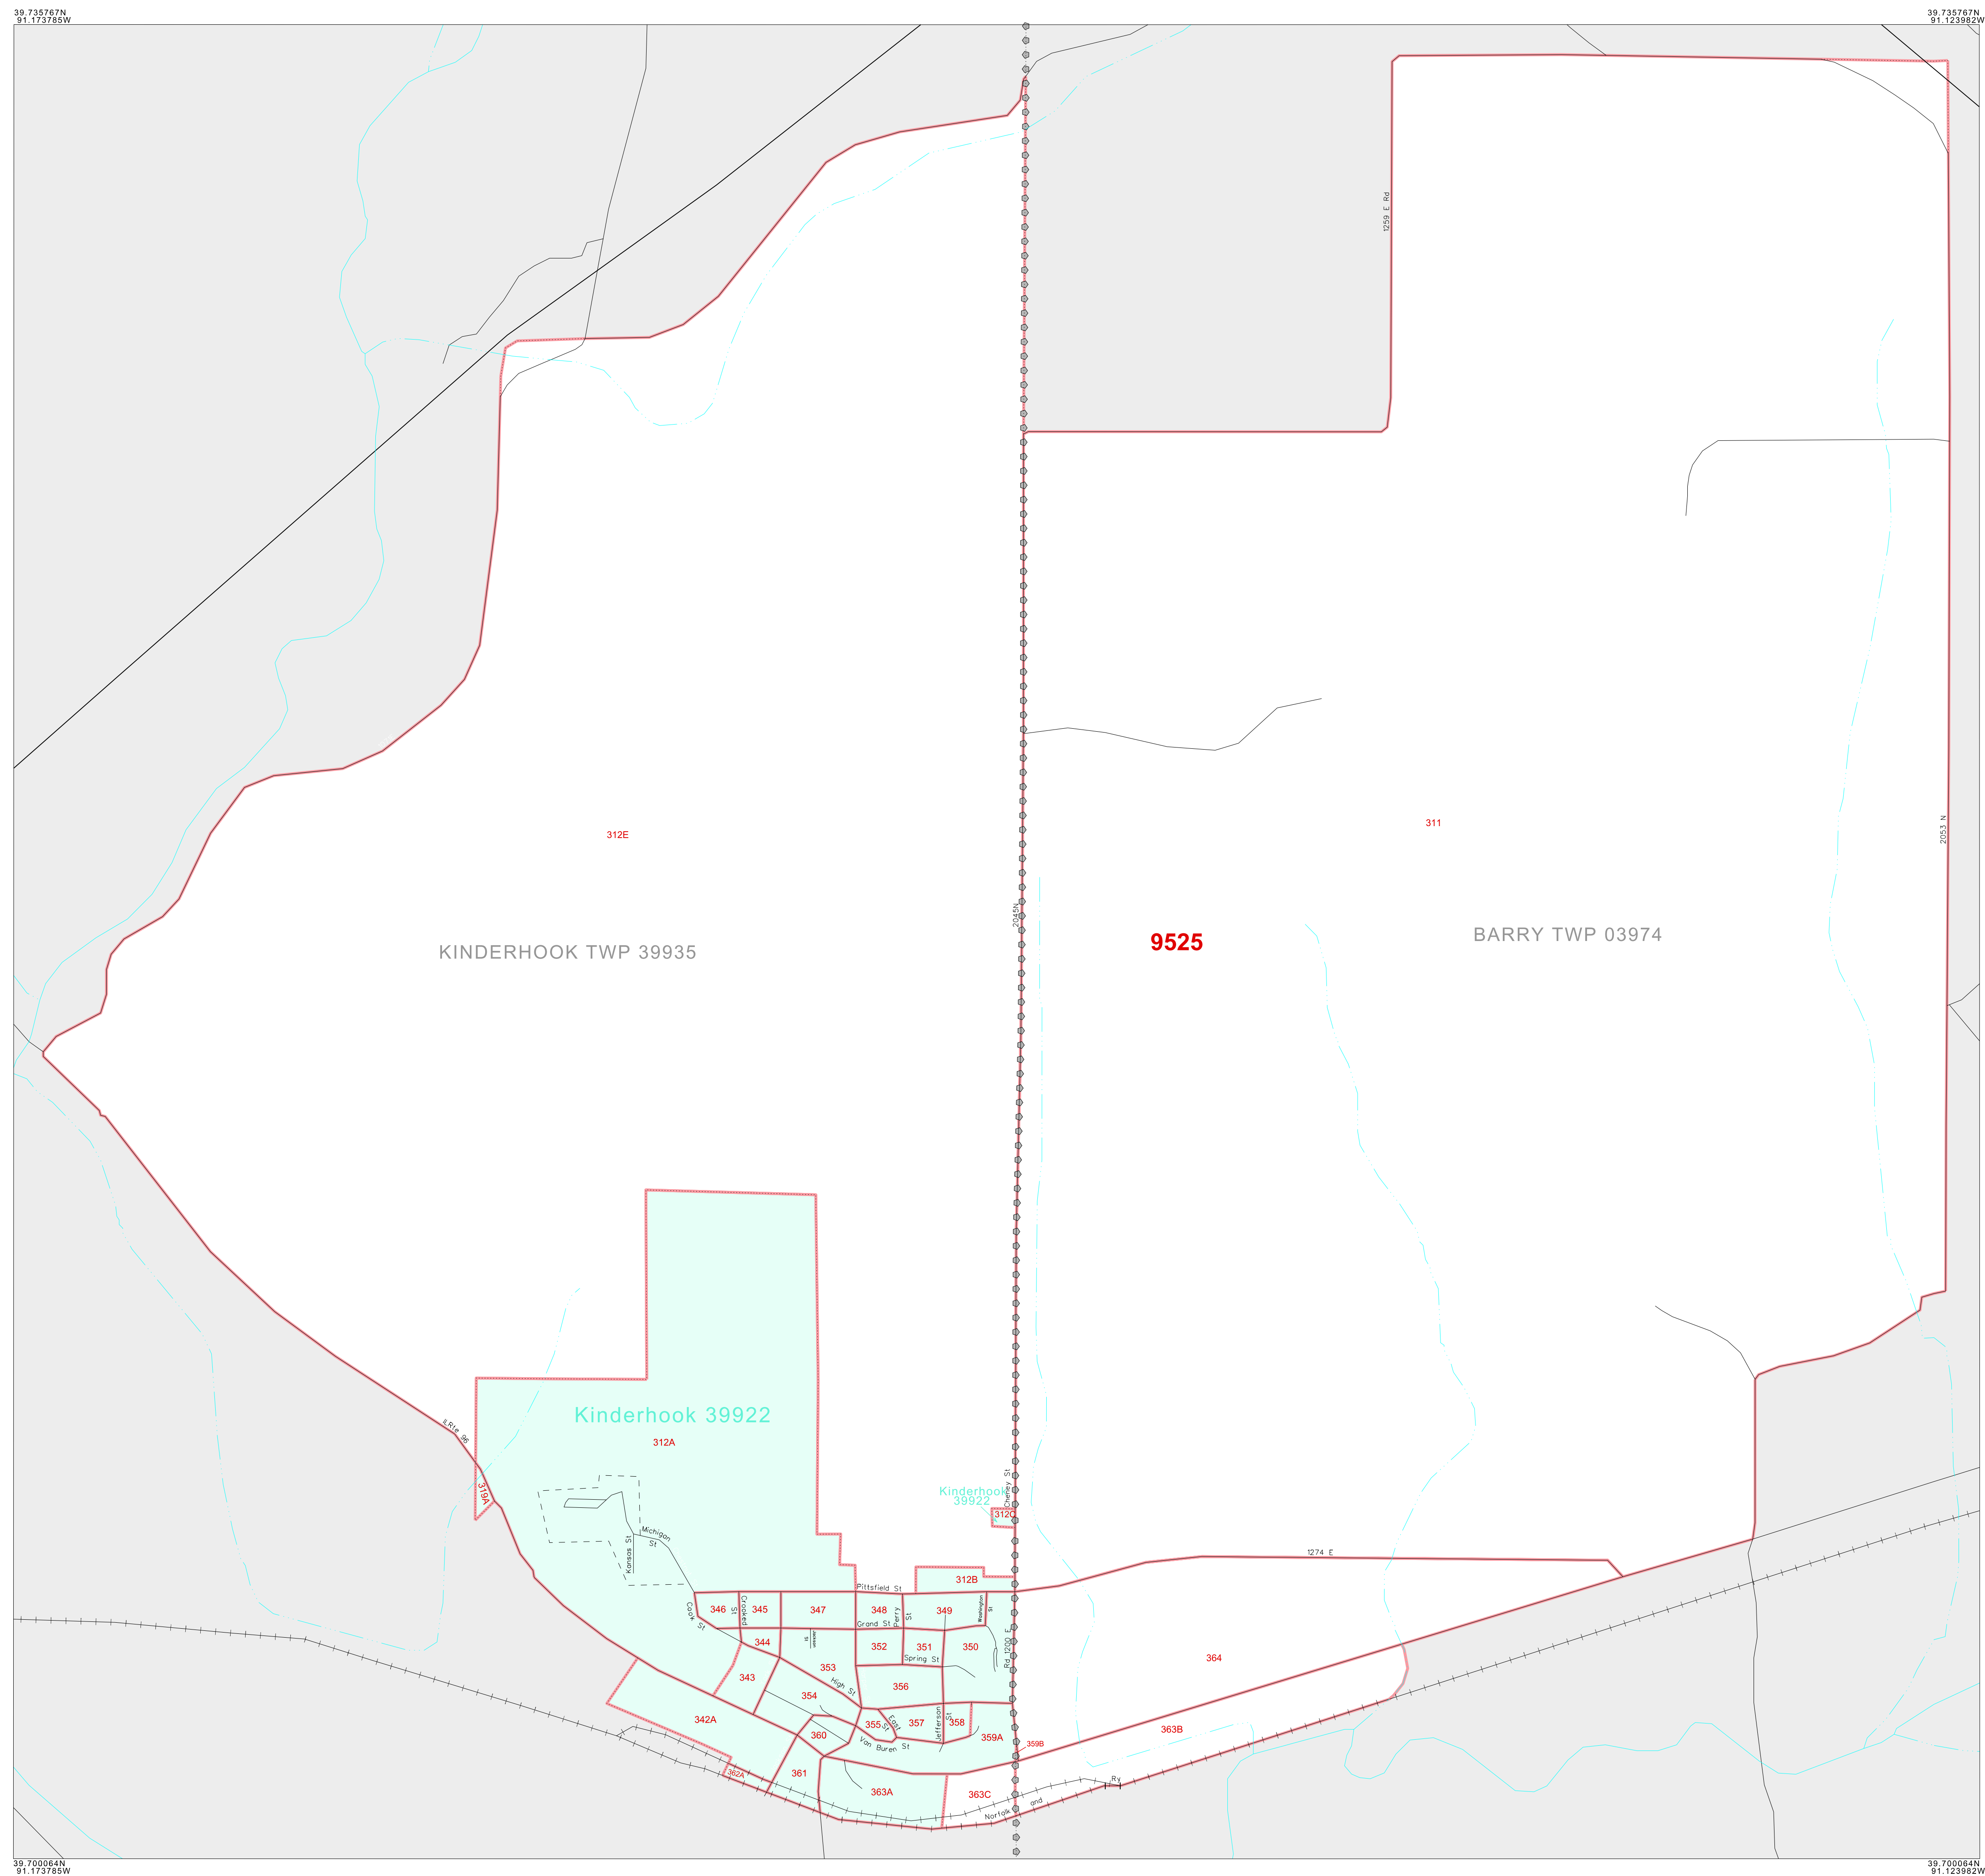 39.735767N
91.173785W
39.735767N
91.123982W
1259 E Rd
312E
311
2053 N
2045N
KINDERHOOK TWP 39935
9525
BARRY TWP 03974
Kinderhook 39922
312A
ILRte 96
319A
Kinderhook
39922
Cheney St
312C
Michigan
St
Kansas St
1274 E
312B
Pittsfield St
346
Crooked
St
345
347
348
Perry
St
349
Washington
St
Cook St
Grand St
344
352
351
350
Rd 1200 E
353
Spring St
343
364
High St
354
356
342A
355
East
St
357
Jefferson
St
358
359A
363B
360
Van Buren St
359B
362A
361
363A
363C
Ry
and
Norfolk
39.700064N
91.173785W
39.700064N
91.123982W